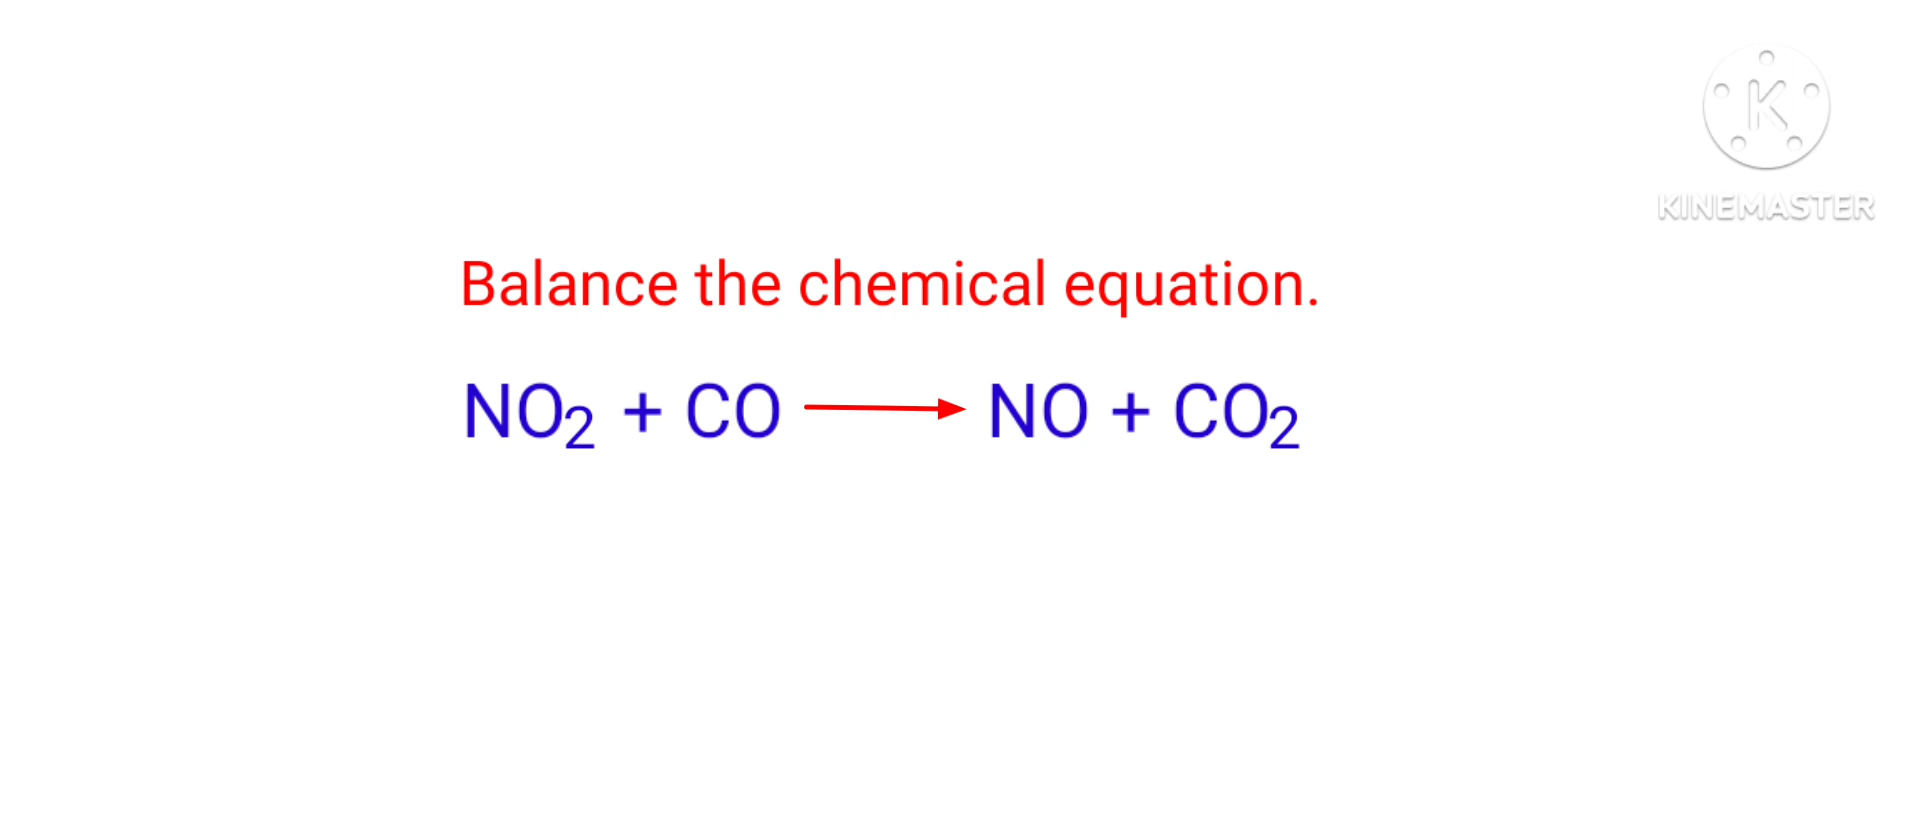 K
KINEMASTER
Balance the chemical equation.
NO₂ + CO ⟶ NO + CO₂